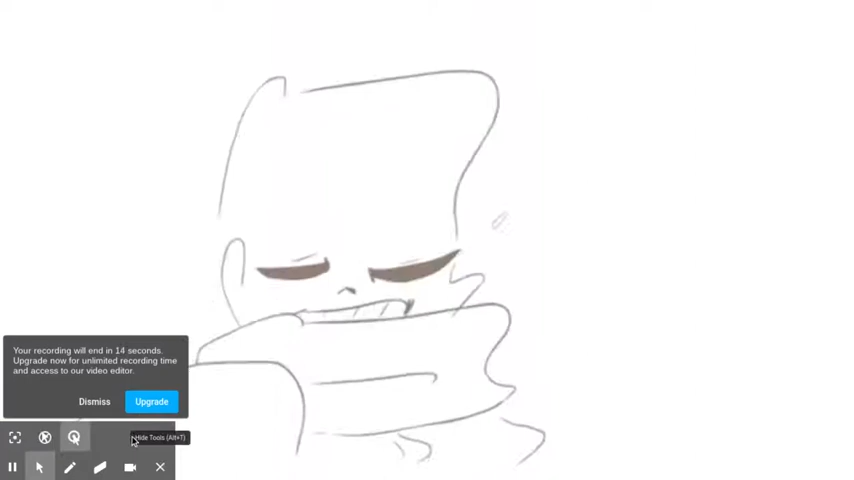 Your recording will end in 14 seconds.
Upgrade now for unlimited recording time
and access to our video editor.
Dismiss
Upgrade
Hide Tools (Alt+T)